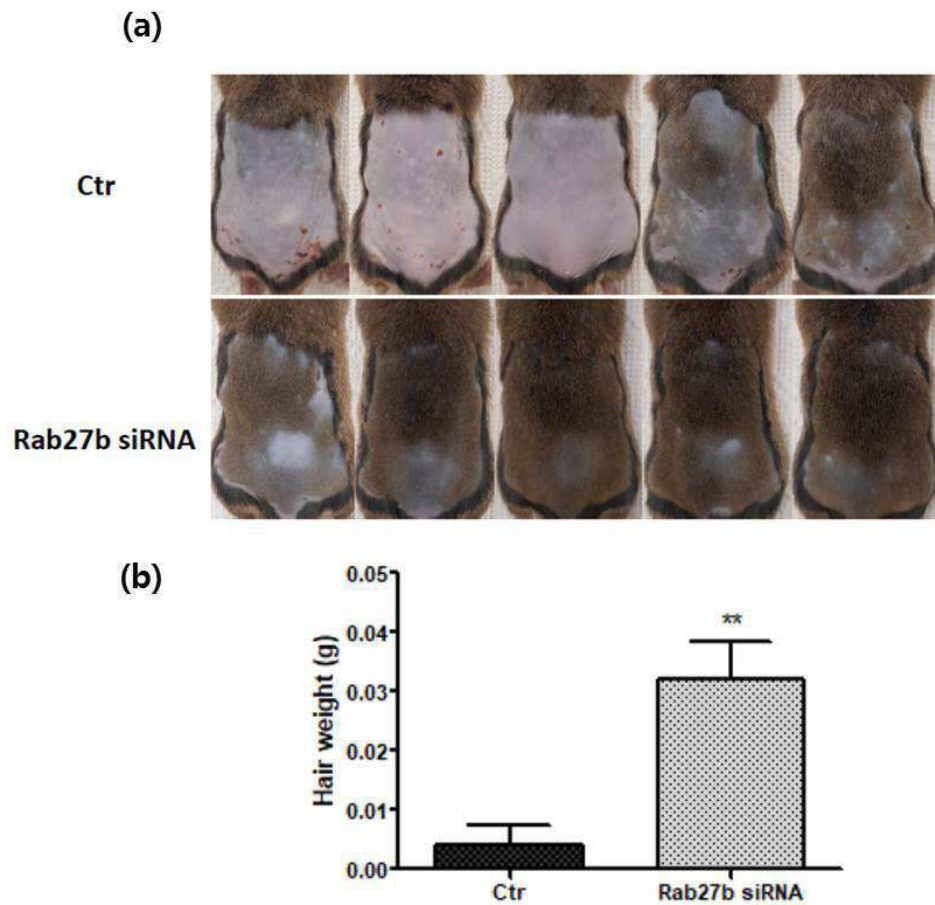 (a)
Ctr
Rab27b siRNA
(b)
Hair weight (g)
0.05
0.04
0.03
0.02
0.01
0.00
**
Ctr
Rab27b siRNA